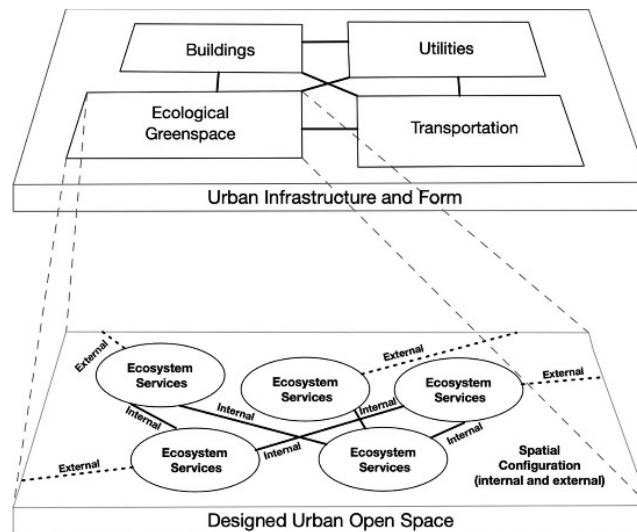 Buildings
Utilities
Ecological
Greenspace
Transportation
Urban Infrastructure and Form
External
External
External
Ecosystem
Services
Ecosystem
Services
Ecosystem
Services
Internal
Internal
Internal
Internal
Internal
External
Ecosystem
Services
Ecosystem
Services
Spatial
Configuration
(internal and external)
Designed Urban Open Space